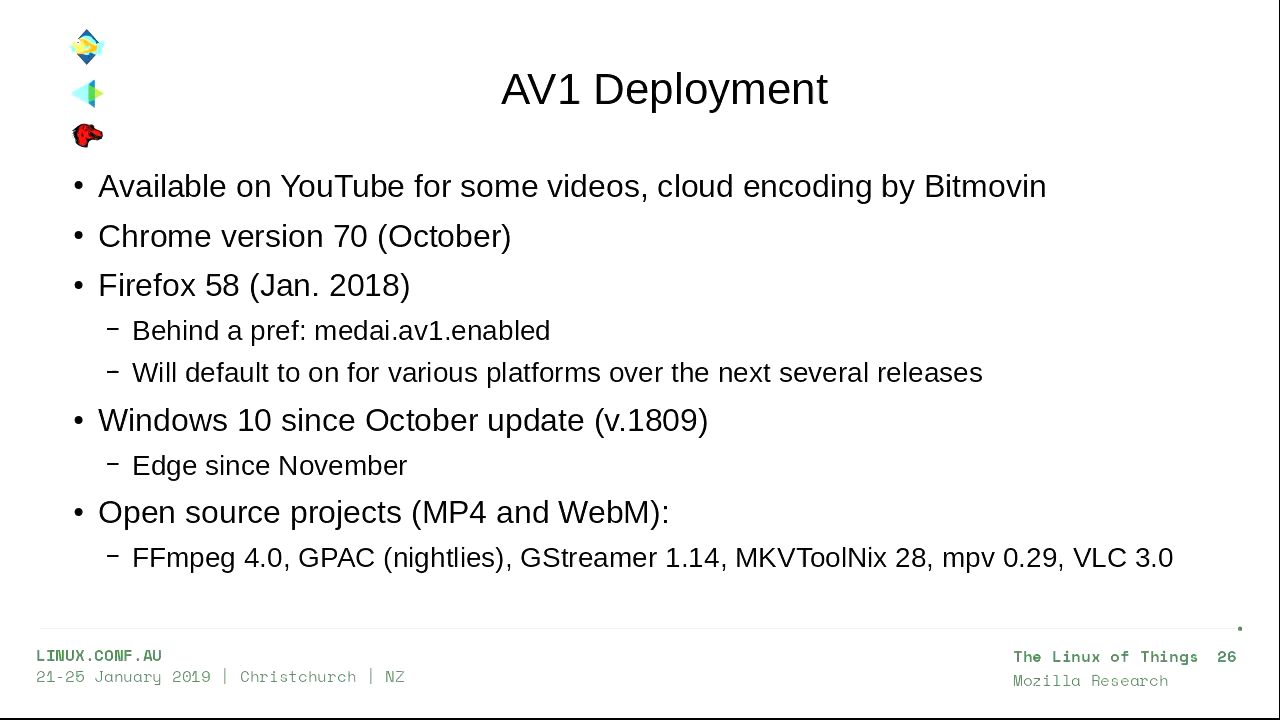 AV1 Deployment
• Available on YouTube for some videos, cloud encoding by Bitmovin
• Chrome version 70 (October)
• Firefox 58 (Jan. 2018)
– Behind a pref: medai.av1.enabled
– Will default to on for various platforms over the next several releases
• Windows 10 since October update (v.1809)
– Edge since November
• Open source projects (MP4 and WebM):
– FFmpeg 4.0, GPAC (nightlies), GStreamer 1.14, MKVToolNix 28, mpv 0.29, VLC 3.0
LINUX.CONF.AU
21-25 January 2019 | Christchurch | NZ
The Linux of Things 26
Mozilla Research